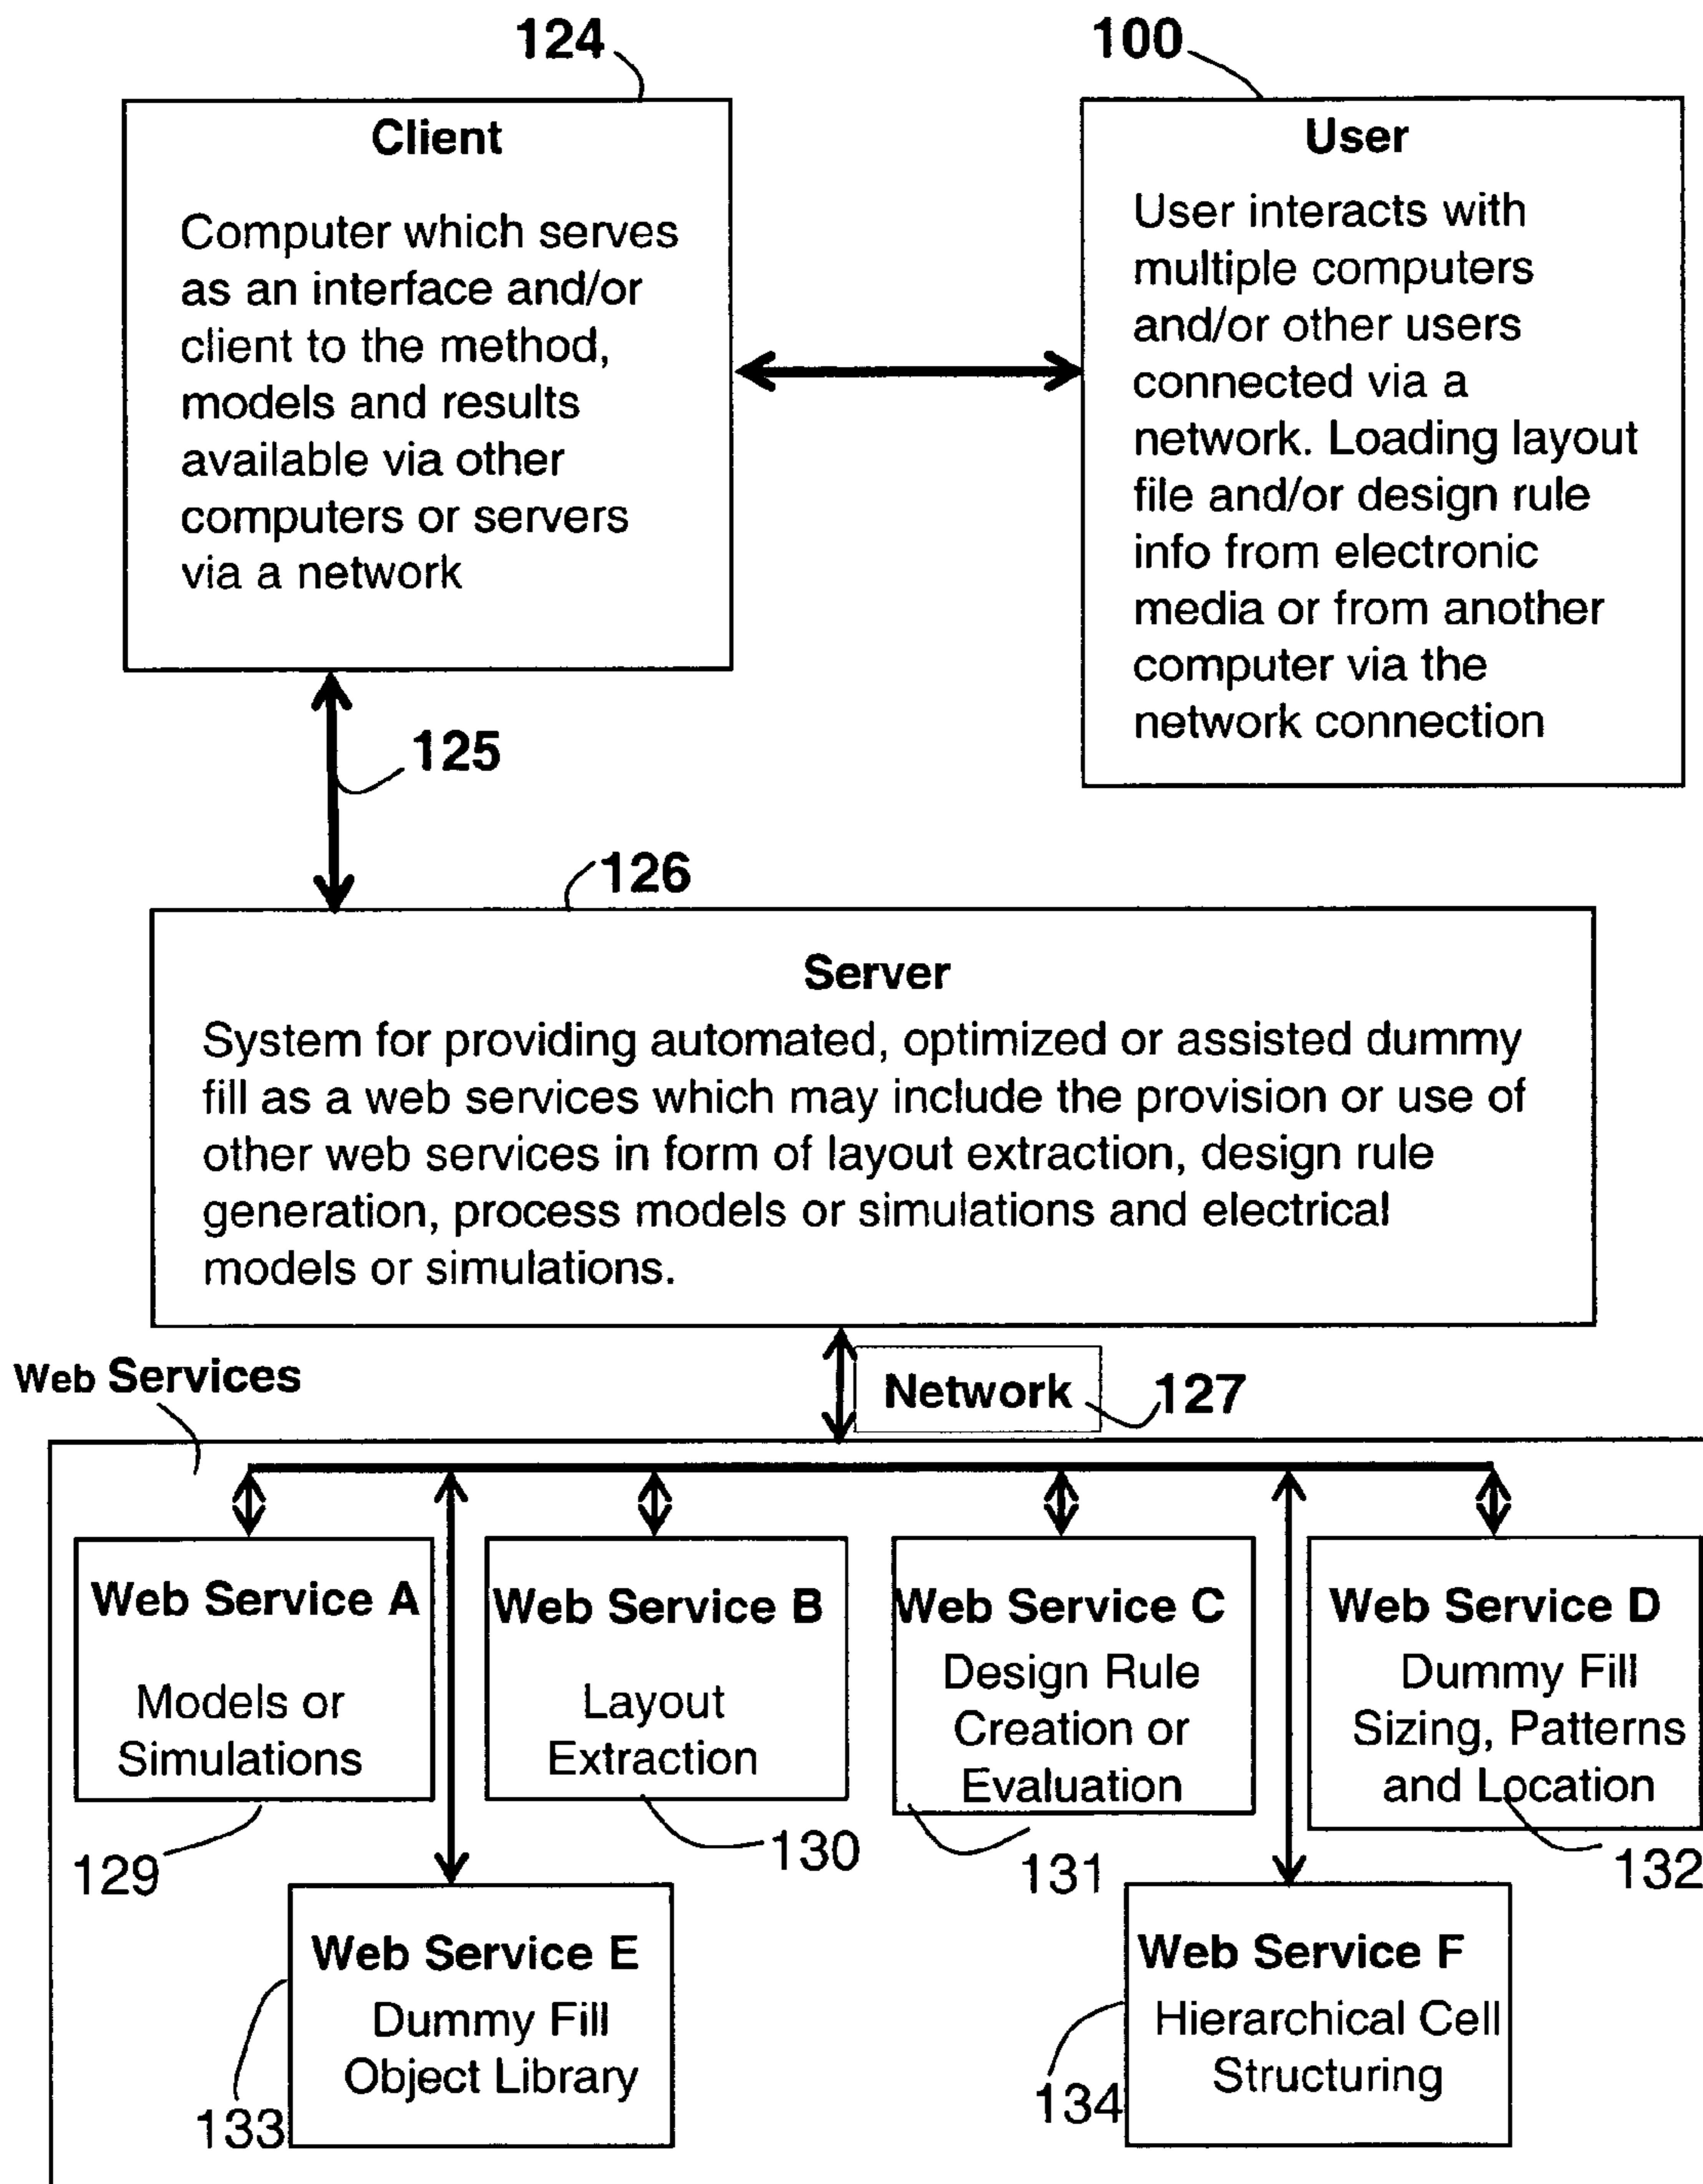 124
Client
Computer which serves
as an interface and/or
client to the method,
models and results
available via other
computers or servers
via a network
100
User
User interacts with
multiple computers
and/or other users
connected via a
network. Loading layout
file and/or design rule
info from electronic
media or from another
computer via the
network connection
125
126
Server
System for providing automated, optimized or assisted dummy
fill as a web services which may include the provision or use of
other web services in form of layout extraction, design rule
generation, process models or simulations and electrical
models or simulations.
Network
127
Web Services
Web Service A
Models or
Simulations
129
Web Service B
Layout
Extraction
130
Web Service C
Design Rule
Creation or
Evaluation
131
Web Service D
Dummy Fill
Sizing, Patterns
and Location
132
Web Service E
Dummy Fill
Object Library
133
Web Service F
Hierarchical Cell
Structuring
134